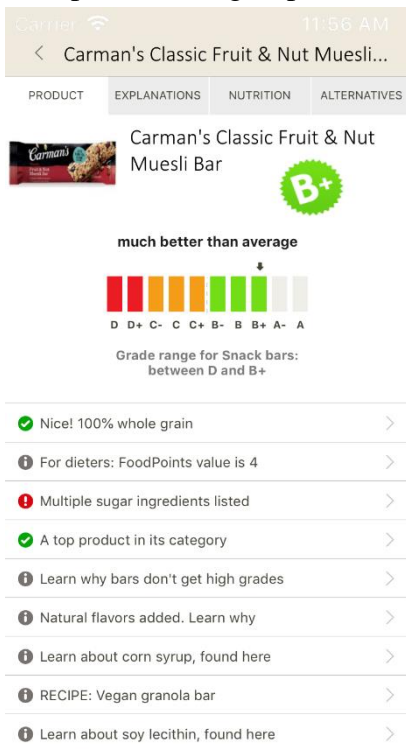 Carrier 11:56 AM
Carman's Classic Fruit & Nut Muesli...
PRODUCT EXPLANATIONS NUTRITION ALTERNATIVES
Carman's Classic Fruit & Nut
Muesli Bar
Carman's
Fruit & Nut
B+
much better than average
D D+ C- C C+ B- B B+ A- A
Grade range for Snack bars:
between D and B+
Nice! 100% whole grain
For dieters: FoodPoints value is 4
Multiple sugar ingredients listed
A top product in its category
Learn why bars don't get high grades
Natural flavors added. Learn why
Learn about corn syrup, found here
RECIPE: Vegan granola bar
Learn about soy lecithin, found here